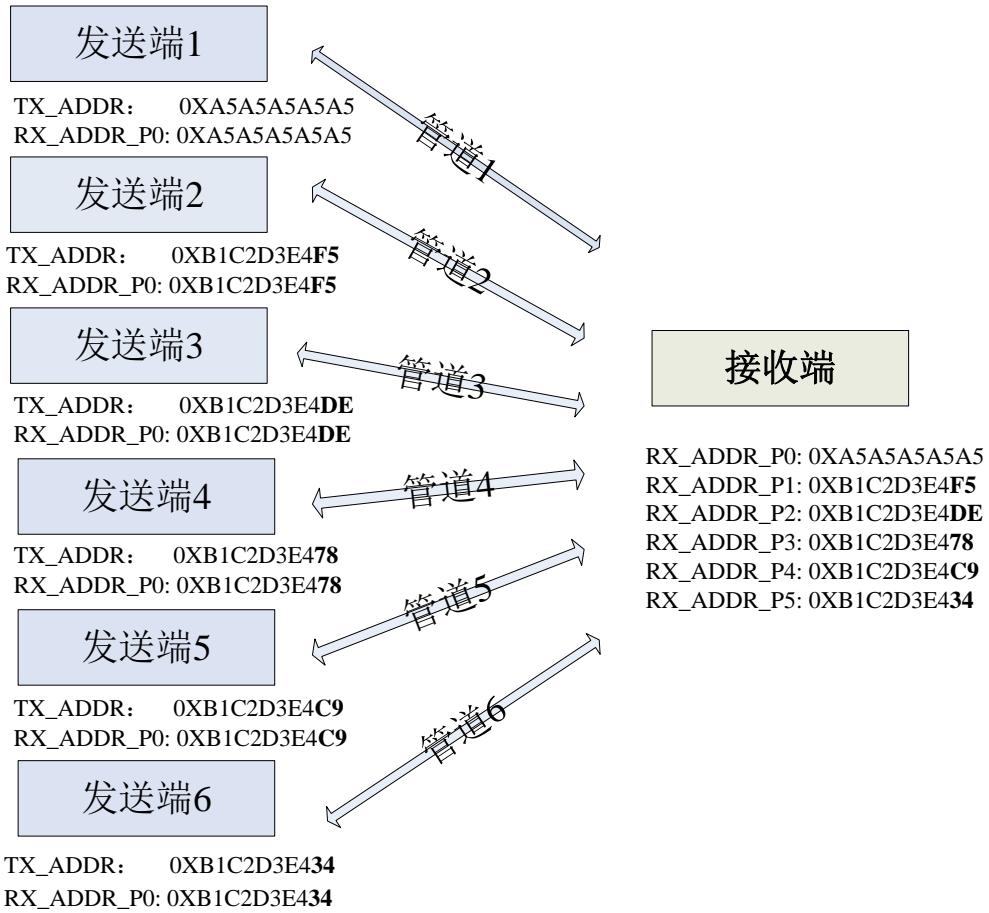 发送端1
TX_ADDR： 0XA5A5A5A5A5
RX_ADDR_P0: 0XA5A5A5A5A5
管道1
发送端2
TX_ADDR： 0XB1C2D3E4F5
RX_ADDR_P0: 0XB1C2D3E4F5
管道2
发送端3
TX_ADDR： 0XB1C2D3E4DE
RX_ADDR_P0: 0XB1C2D3E4DE
管道3
发送端4
TX_ADDR： 0XB1C2D3E478
RX_ADDR_P0: 0XB1C2D3E478
管道4
发送端5
TX_ADDR： 0XB1C2D3E4C9
RX_ADDR_P0: 0XB1C2D3E4C9
管道5
发送端6
TX_ADDR： 0XB1C2D3E434
RX_ADDR_P0: 0XB1C2D3E434
管道6
接收端
RX_ADDR_P0: 0XA5A5A5A5A5
RX_ADDR_P1: 0XB1C2D3E4F5
RX_ADDR_P2: 0XB1C2D3E4DE
RX_ADDR_P3: 0XB1C2D3E478
RX_ADDR_P4: 0XB1C2D3E4C9
RX_ADDR_P5: 0XB1C2D3E434